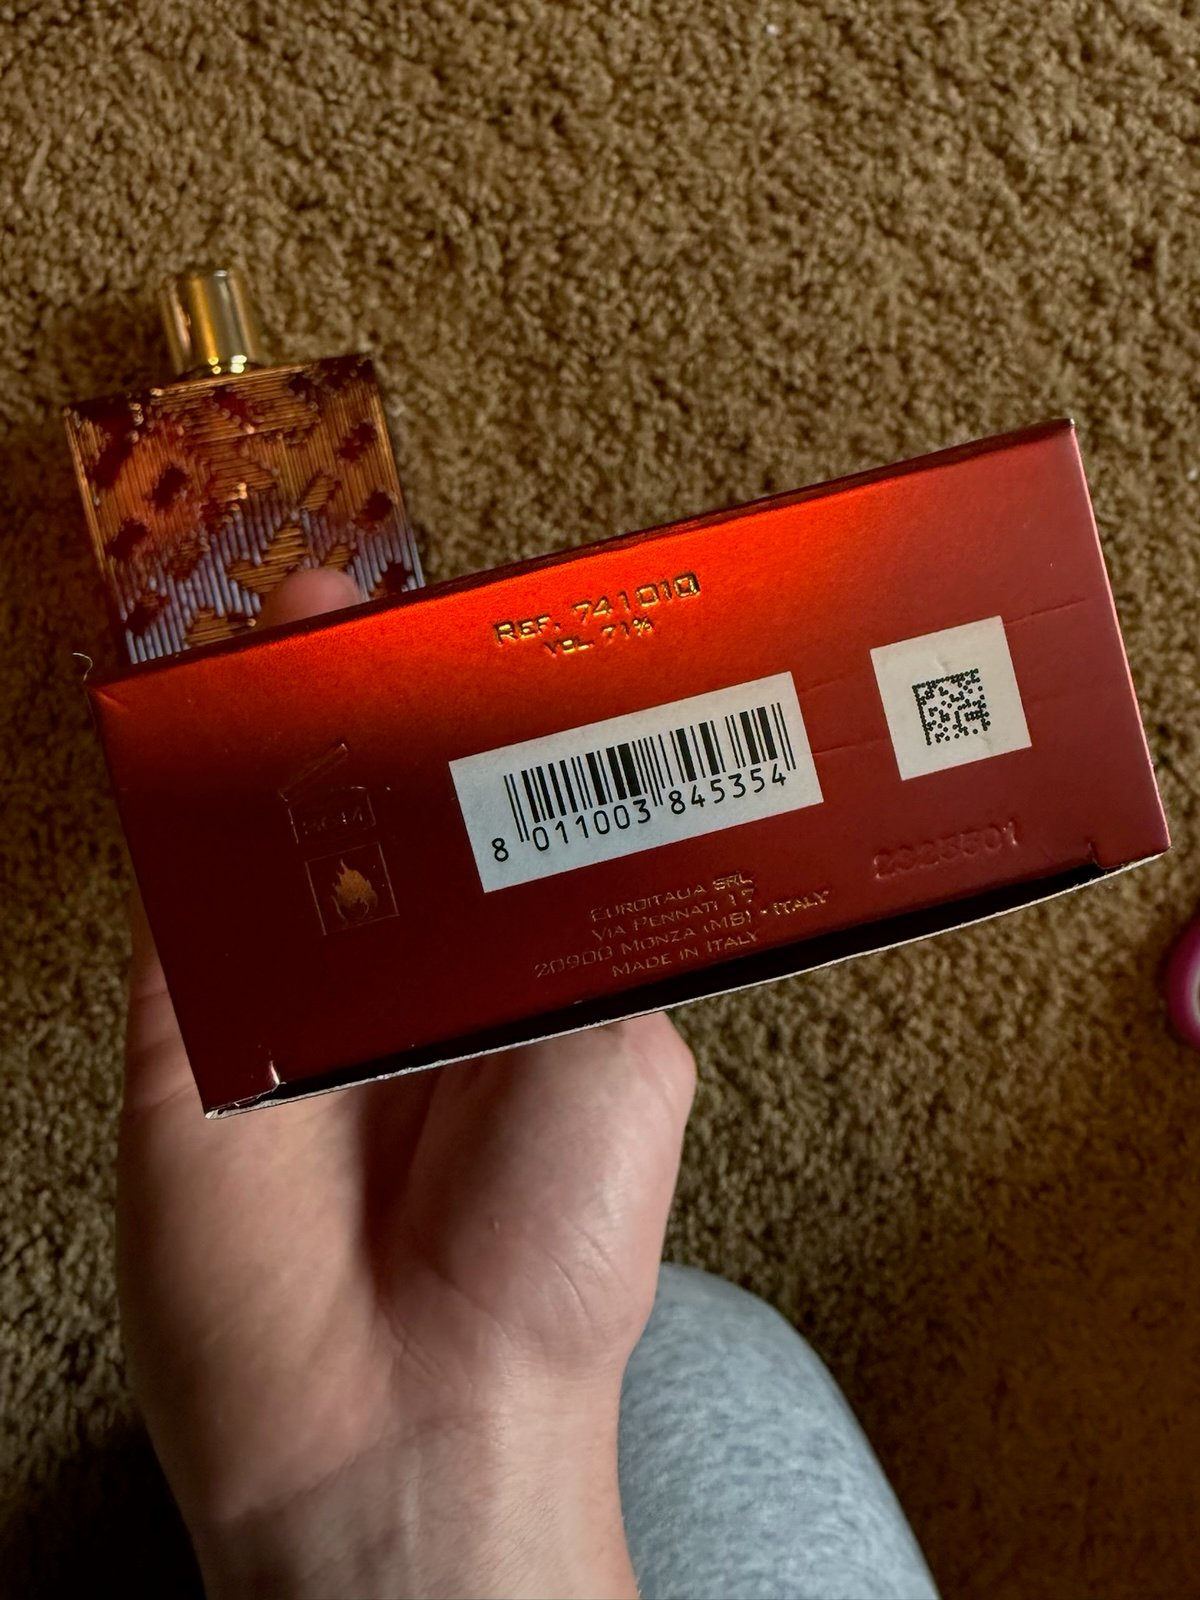 REF. 741010
VOL 71%
8 011003 845354
36M
EUROITALIA SRL
VIA PENNATI 17
20900 MONZA (MB) - ITALY
MADE IN ITALY